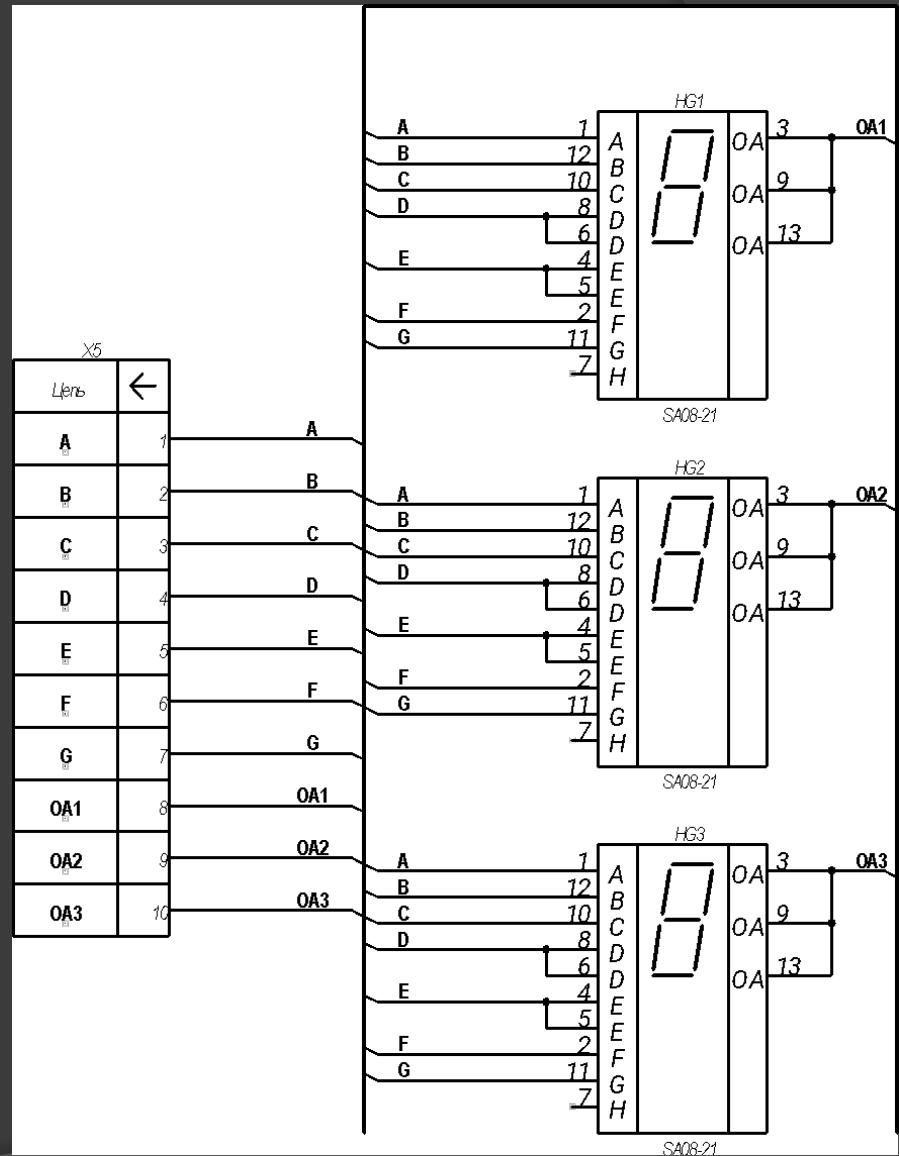 HG1
A 1 A OA 3 OA1
B 12 B
C 10 C OA 9
D 8 D
6 D OA 13
E 4 E
5 E
F 2 F
G 11 G
7 H
SA08-21
X5
Цепь
A 1 A
B 2 B
C 3 C
D 4 D
E 5 E
F 6 F
G 7 G
OA1 8 OA1
OA2 9 OA2
OA3 10 OA3
HG2
A 1 A OA 3 OA2
B 12 B
C 10 C OA 9
D 8 D
6 D OA 13
E 4 E
5 E
F 2 F
G 11 G
7 H
SA08-21
HG3
A 1 A OA 3 OA3
B 12 B
C 10 C OA 9
D 8 D
6 D OA 13
E 4 E
5 E
F 2 F
G 11 G
7 H
SA08-21